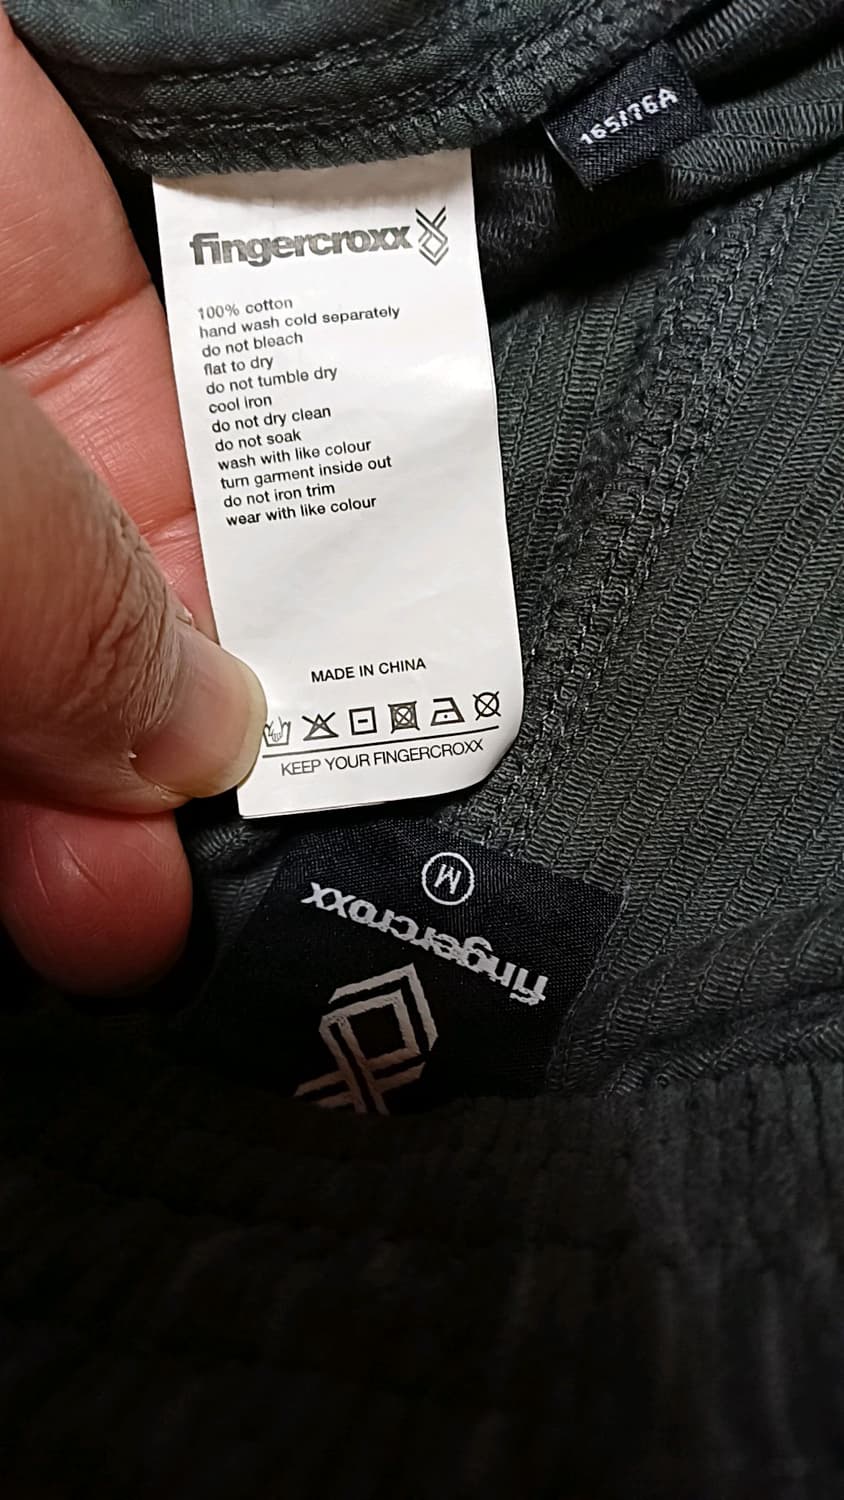 165/76A
fingercroxx
100% cotton
hand wash cold separately
do not bleach
flat to dry
do not tumble dry
cool iron
do not dry clean
do not soak
wash with like colour
turn garment inside out
do not iron trim
wear with like colour
MADE IN CHINA
KEEP YOUR FINGERCROXX
fingercroxx
M